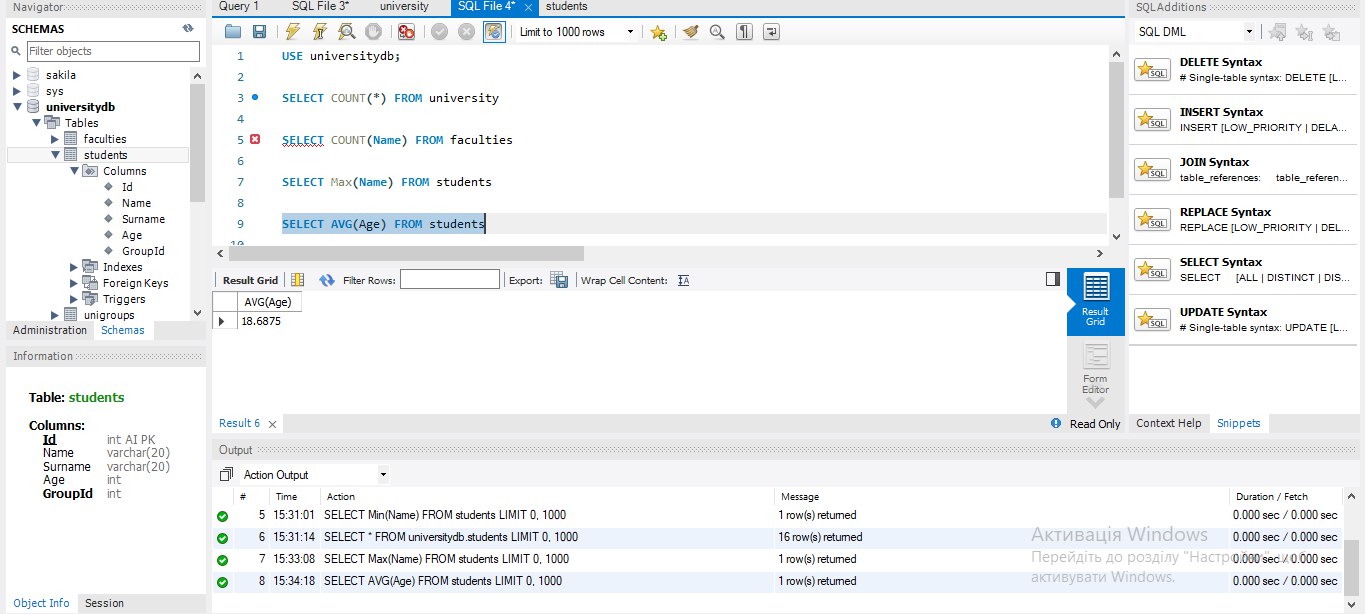 Navigator
Query 1 SQL File 3* university SQL File 4* students
SQLAdditions
SCHEMAS
Filter objects
Limit to 1000 rows
SQL DML
sakila
sys
universitydb
Tables
faculties
students
Columns
Id
Name
Surname
Age
GroupId
Indexes
Foreign Keys
Triggers
unigroups
Administration Schemas
1 USE universitydb;
2
3 SELECT COUNT(*) FROM university
4
5 SELECT COUNT(Name) FROM faculties
6
7 SELECT Max(Name) FROM students
8
9 SELECT AVG(Age) FROM students
10
Result Grid Filter Rows: Export: Wrap Cell Content:
AVG(Age)
18.6875
Result
Grid
Form
Editor
Result 6
Read Only
DELETE Syntax
# Single-table syntax: DELETE [L...
INSERT Syntax
INSERT [LOW_PRIORITY | DELA...
JOIN Syntax
table_references: table_referen...
REPLACE Syntax
REPLACE [LOW_PRIORITY | DEL...
SELECT Syntax
SELECT [ALL | DISTINCT | DIS...
UPDATE Syntax
# Single-table syntax: UPDATE [L...
Context Help Snippets
Information
Table: students
Columns:
Id int AI PK
Name varchar(20)
Surname varchar(20)
Age int
GroupId int
Object Info Session
Output
Action Output
# Time Action Message Duration / Fetch
5 15:31:01 SELECT Min(Name) FROM students LIMIT 0, 1000 1 row(s) returned 0.000 sec / 0.000 sec
6 15:31:14 SELECT * FROM universitydb.students LIMIT 0, 1000 16 row(s) returned 0.000 sec / 0.000 sec
7 15:33:08 SELECT Max(Name) FROM students LIMIT 0, 1000 1 row(s) returned 0.000 sec / 0.000 sec
8 15:34:18 SELECT AVG(Age) FROM students LIMIT 0, 1000 1 row(s) returned 0.000 sec / 0.000 sec
Активація Windows
Перейдіть до розділу "Настройки", щоб
активувати Windows.